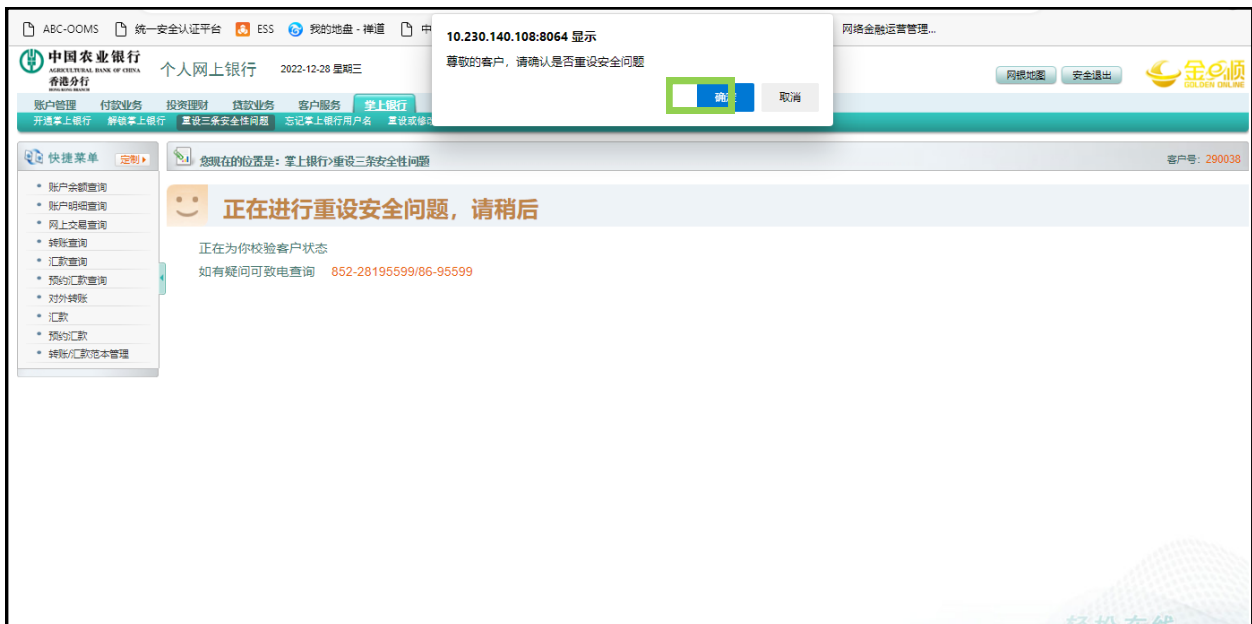 ABC-OOMS 统一安全认证平台 ESS 我的地盘 - 禅道 中
网络金融运营管理...
10.230.140.108:8064 显示
尊敬的客户，请确认是否重设安全问题
取消
中国农业银行
AGRICULTURAL BANK OF CHINA
香港分行
HONG KONG BRANCH
个人网上银行 2022-12-28 星期三
网银地图 安全退出
金e顺
GOLDEN ONLINE
账户管理 付款业务 投资理财 贷款业务 客户服务 掌上银行
开通掌上银行 解锁掌上银行 重设三条安全性问题 忘记掌上银行用户名 重设或修
快捷菜单 定制
您现在的位置是：掌上银行>重设三条安全性问题
客户号：290038
账户余额查询
账户明细查询
网上交易查询
转账查询
汇款查询
预约汇款查询
对外转账
汇款
预约汇款
转账/汇款范本管理
正在进行重设安全问题，请稍后
正在为你校验客户状态
如有疑问可致电查询 852-28195599/86-95599